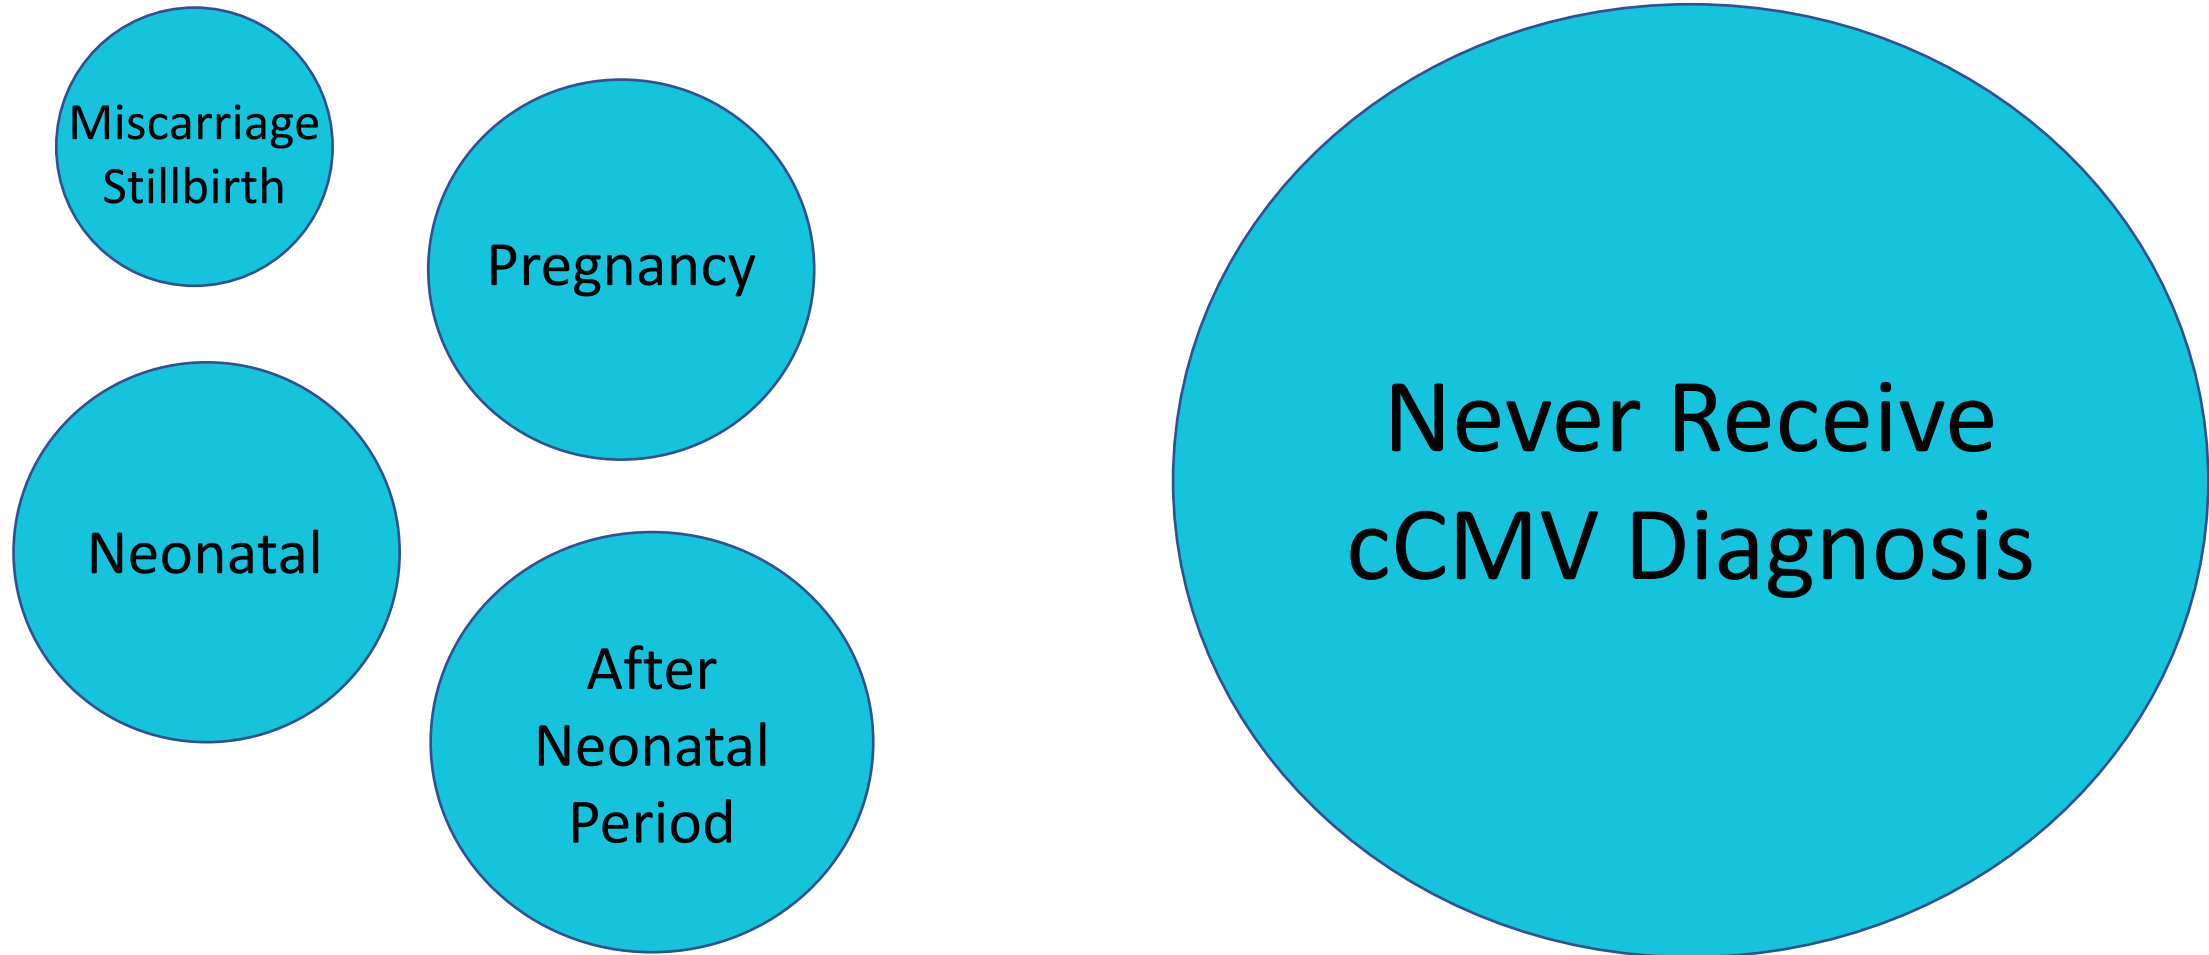 Miscarriage
Stillbirth
Pregnancy
Neonatal
After
Neonatal
Period
Never Receive
cCMV Diagnosis